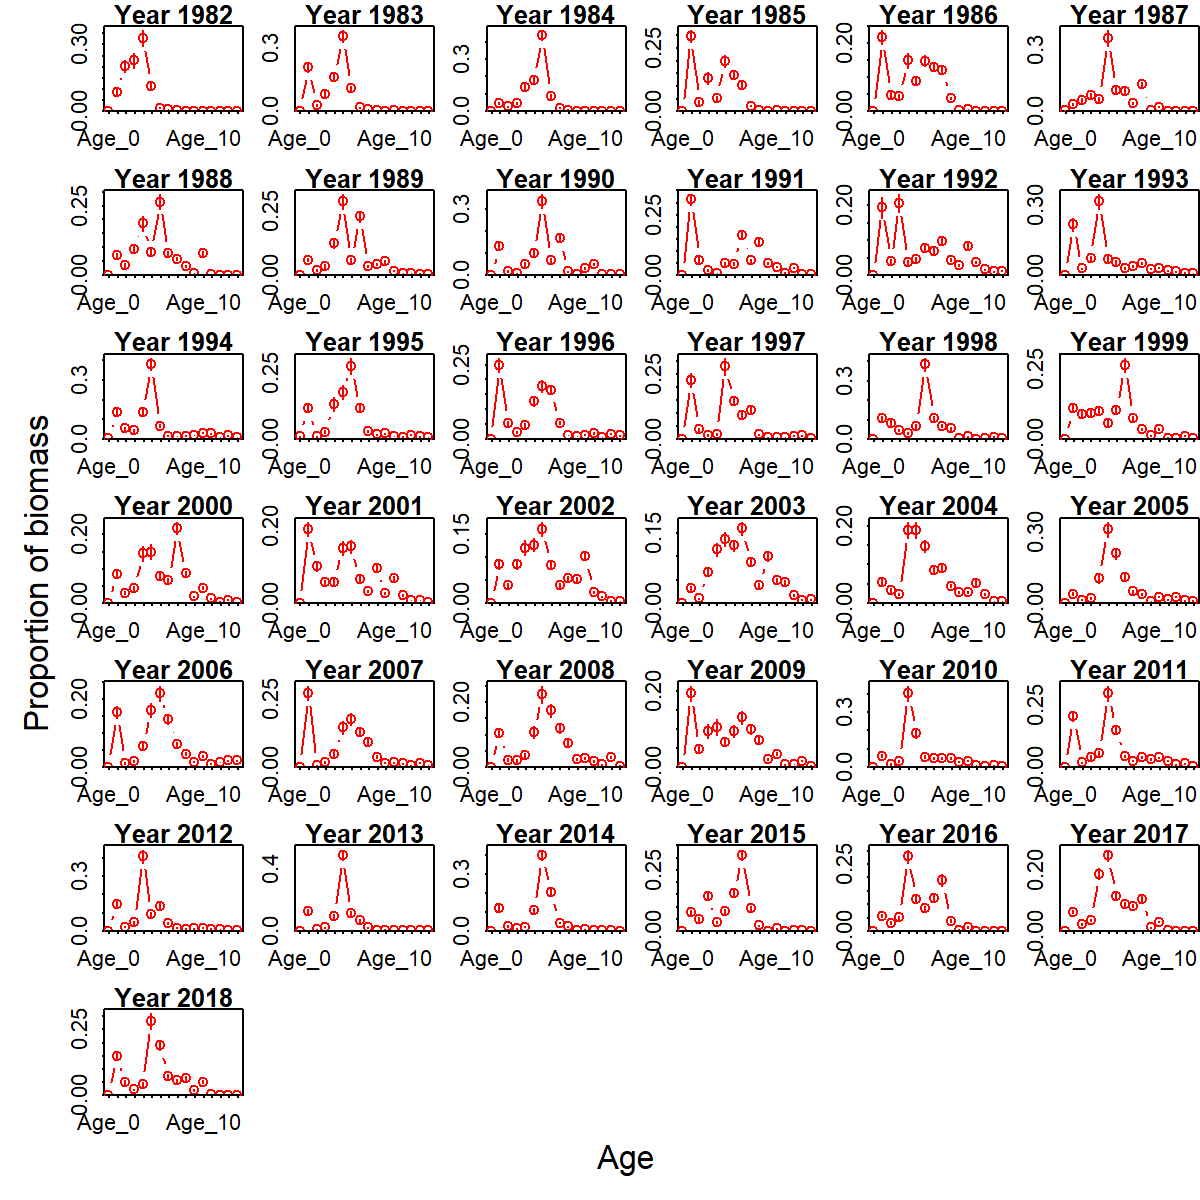 Year 1982 Year 1983 Year 1984 Year 1985 Year 1986 Year 1987
0.00 0.30 0.0 0.3 0.0 0.3 0.00 0.25 0.00 0.20 0.0 0.3
Age_0 Age_10 Age_0 Age_10 Age_0 Age_10 Age_0 Age_10 Age_0 Age_10 Age_0 Age_10
Year 1988 Year 1989 Year 1990 Year 1991 Year 1992 Year 1993
0.00 0.25 0.00 0.25 0.0 0.3 0.00 0.25 0.00 0.20 0.00 0.30
Age_0 Age_10 Age_0 Age_10 Age_0 Age_10 Age_0 Age_10 Age_0 Age_10 Age_0 Age_10
Year 1994 Year 1995 Year 1996 Year 1997 Year 1998 Year 1999
0.0 0.3 0.00 0.25 0.00 0.25 0.00 0.25 0.0 0.3 0.00 0.25
Age_0 Age_10 Age_0 Age_10 Age_0 Age_10 Age_0 Age_10 Age_0 Age_10 Age_0 Age_10
Proportion of biomass
Year 2000 Year 2001 Year 2002 Year 2003 Year 2004 Year 2005
0.00 0.20 0.00 0.20 0.00 0.15 0.00 0.15 0.00 0.20 0.00 0.30
Age_0 Age_10 Age_0 Age_10 Age_0 Age_10 Age_0 Age_10 Age_0 Age_10 Age_0 Age_10
Year 2006 Year 2007 Year 2008 Year 2009 Year 2010 Year 2011
0.00 0.20 0.00 0.25 0.00 0.20 0.00 0.20 0.0 0.3 0.00 0.25
Age_0 Age_10 Age_0 Age_10 Age_0 Age_10 Age_0 Age_10 Age_0 Age_10 Age_0 Age_10
Year 2012 Year 2013 Year 2014 Year 2015 Year 2016 Year 2017
0.0 0.3 0.0 0.4 0.0 0.3 0.00 0.25 0.00 0.25 0.00 0.20
Age_0 Age_10 Age_0 Age_10 Age_0 Age_10 Age_0 Age_10 Age_0 Age_10 Age_0 Age_10
Year 2018
0.00 0.25
Age_0 Age_10
Age